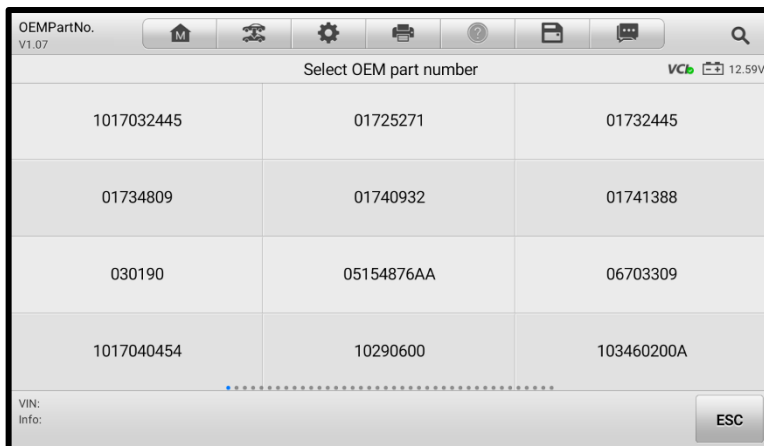 OEMPartNo.
V1.07
M
?
Select OEM part number
VCI 12.59V
1017032445 01725271 01732445
01734809 01740932 01741388
030190 05154876AA 06703309
1017040454 10290600 103460200A
VIN:
Info:
ESC